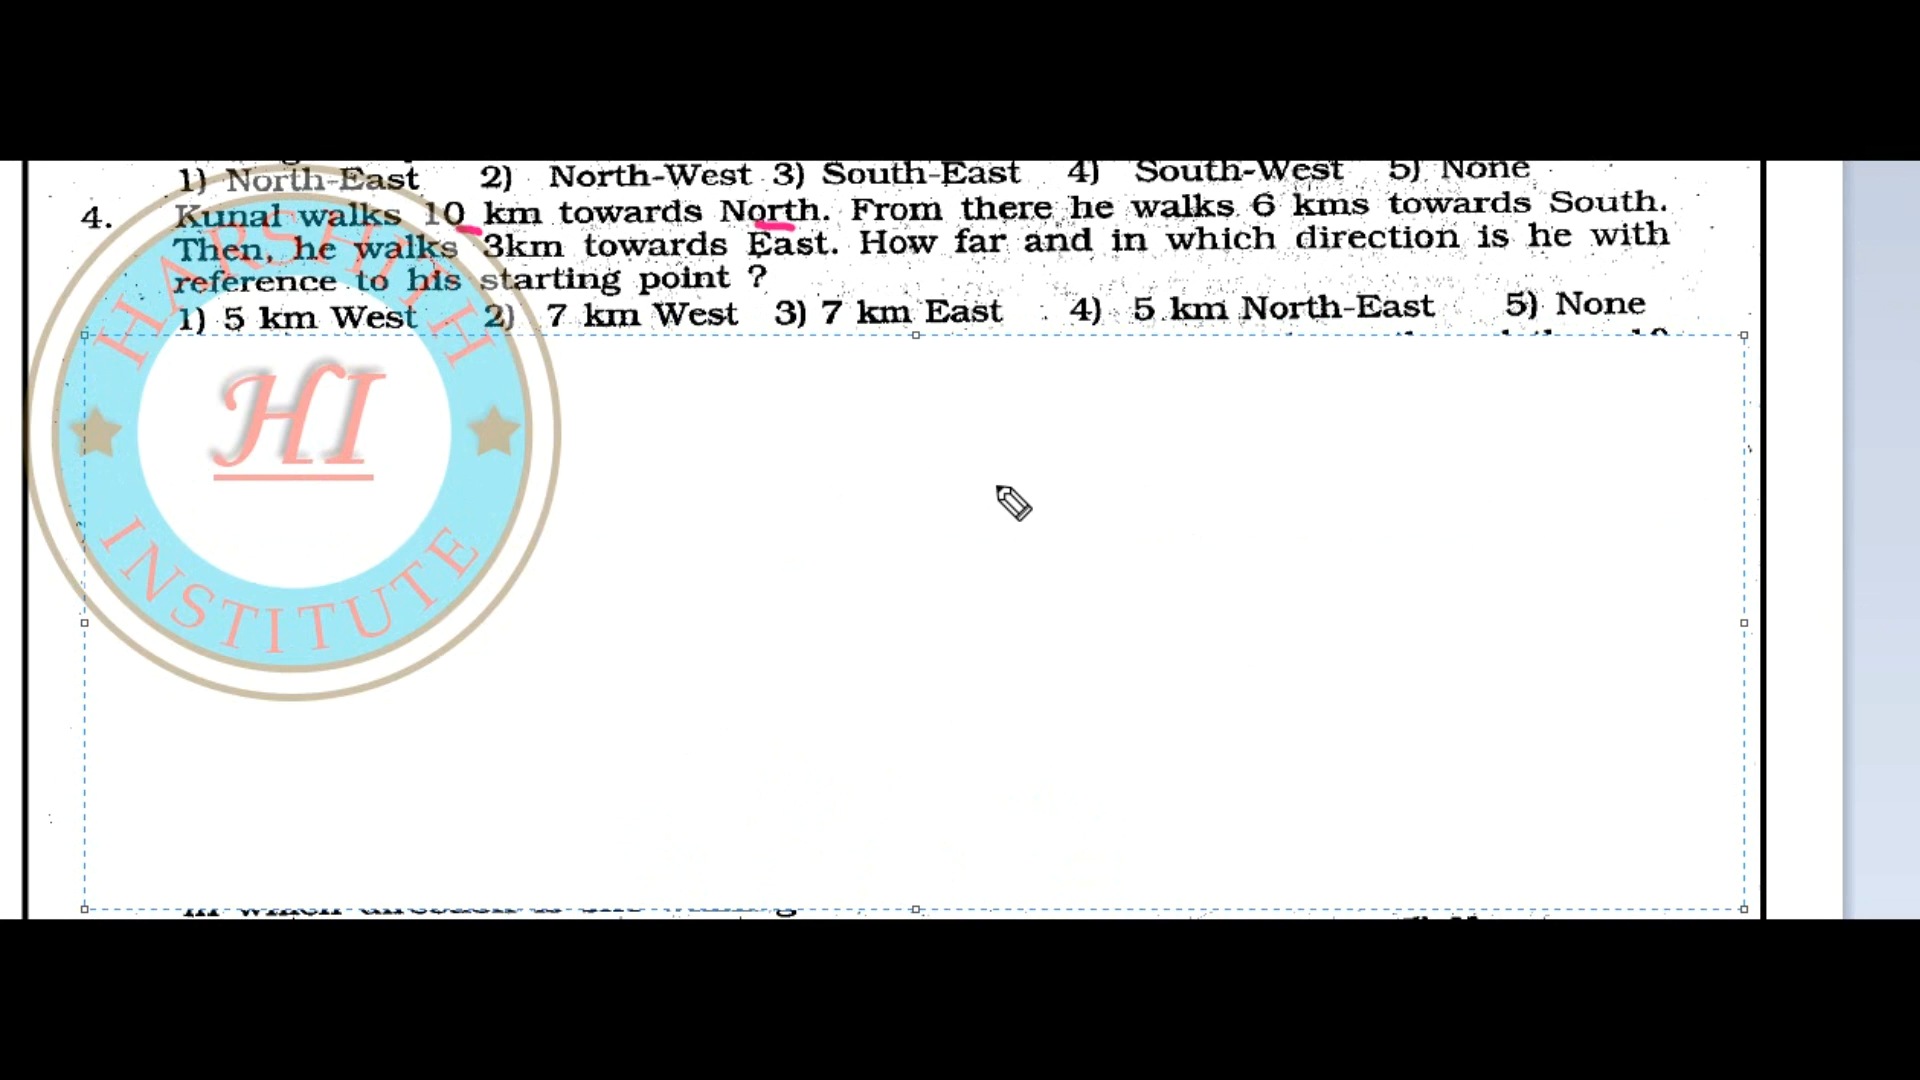 1) North-East 2) North-West 3) South-East 4) South-West 5) None
4. Kunal walks 10 km towards North. From there he walks 6 kms towards South.
Then, he walks 3km towards East. How far and in which direction is he with
reference to his starting point ?
1) 5 km West 2) 7 km West 3) 7 km East 4) 5 km North-East 5) None
HARSHITH
HI
INSTITUTE